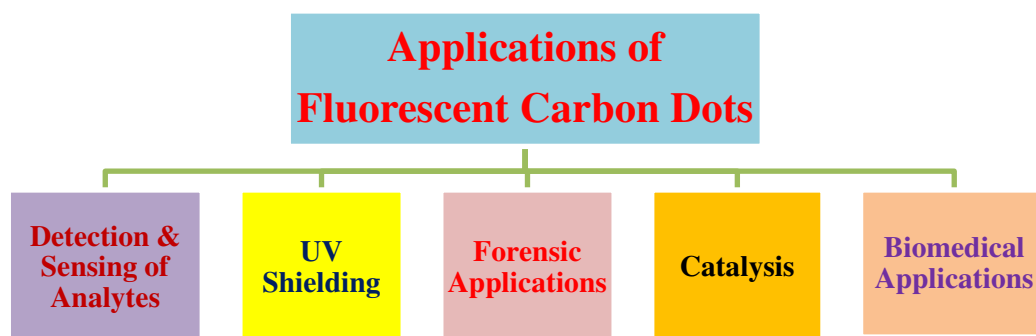 Applications of
Fluorescent Carbon Dots
Detection &
Sensing of
Analytes
UV
Shielding
Forensic
Applications
Catalysis
Biomedical
Applications